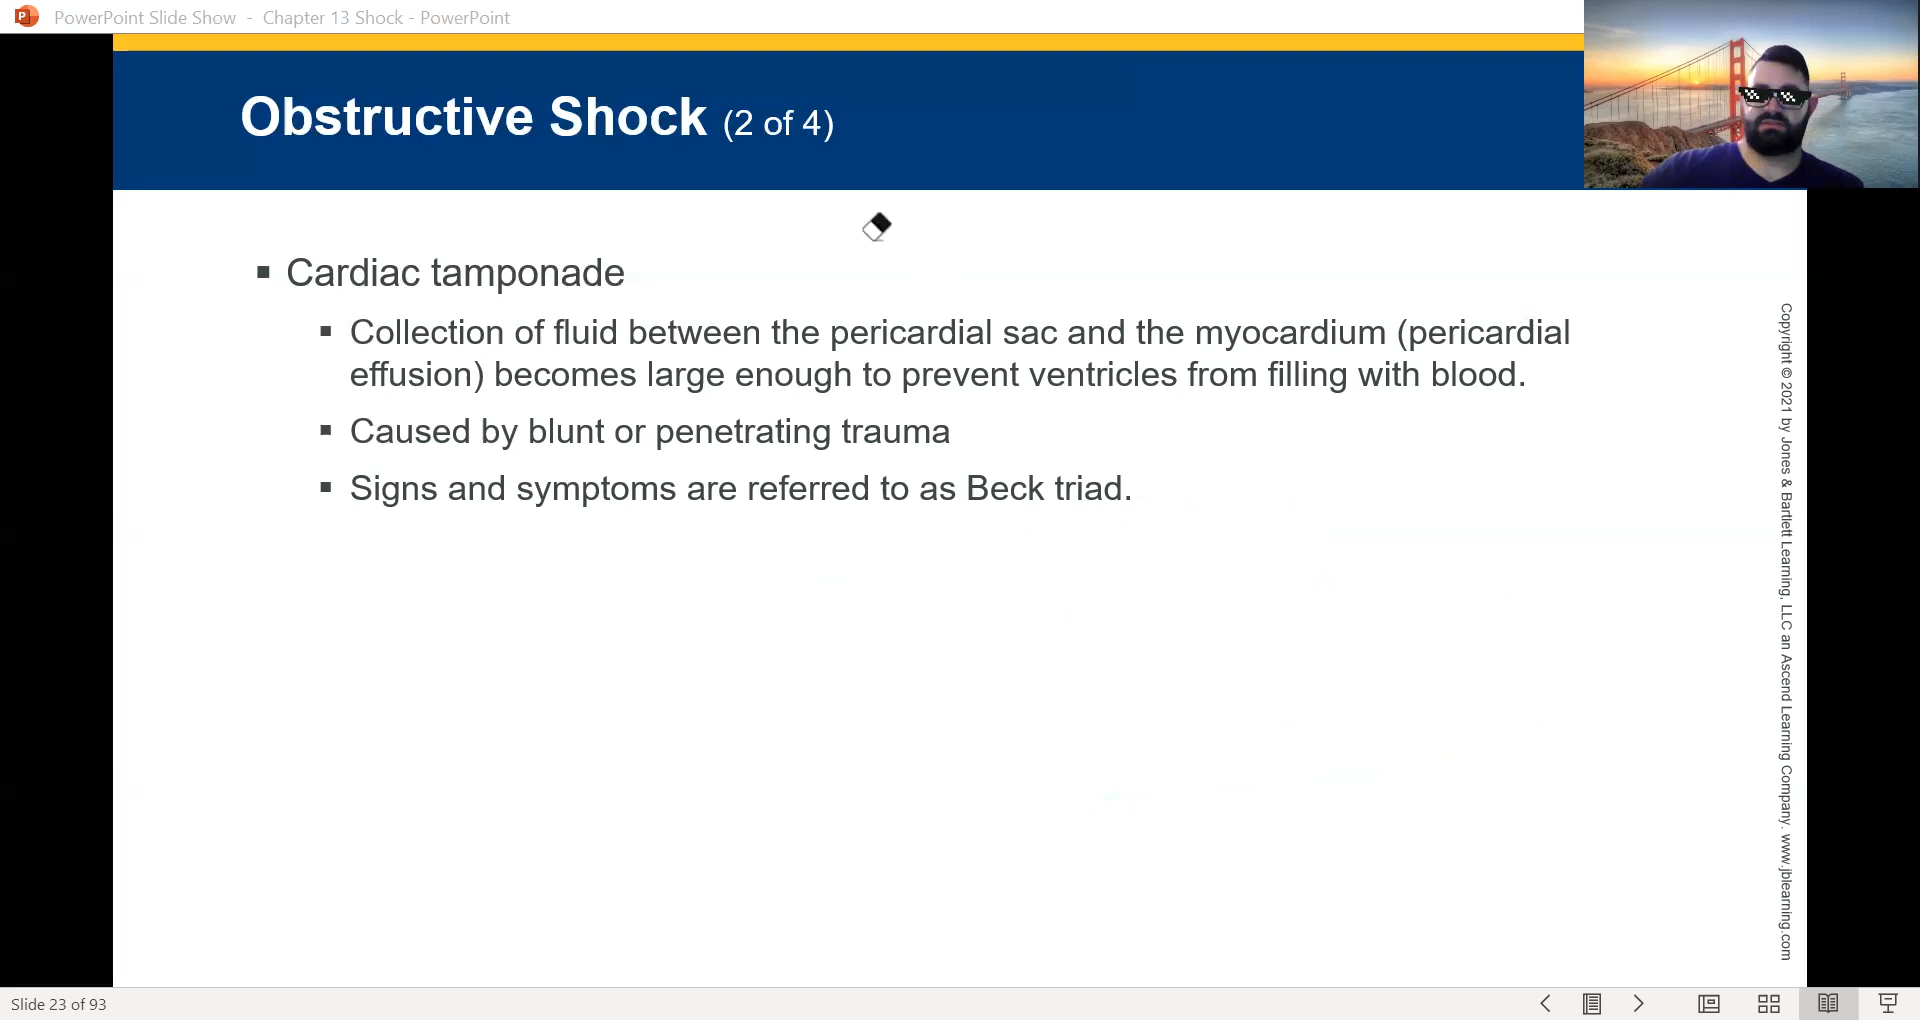 PowerPoint Slide Show - Chapter 13 Shock - PowerPoint
Obstructive Shock (2 of 4)
▪ Cardiac tamponade
▪ Collection of fluid between the pericardial sac and the myocardium (pericardial
effusion) becomes large enough to prevent ventricles from filling with blood.
▪ Caused by blunt or penetrating trauma
▪ Signs and symptoms are referred to as Beck triad.
Copyright © 2021 by Jones & Bartlett Learning, LLC an Ascend Learning Company. www.jblearning.com
Slide 23 of 93